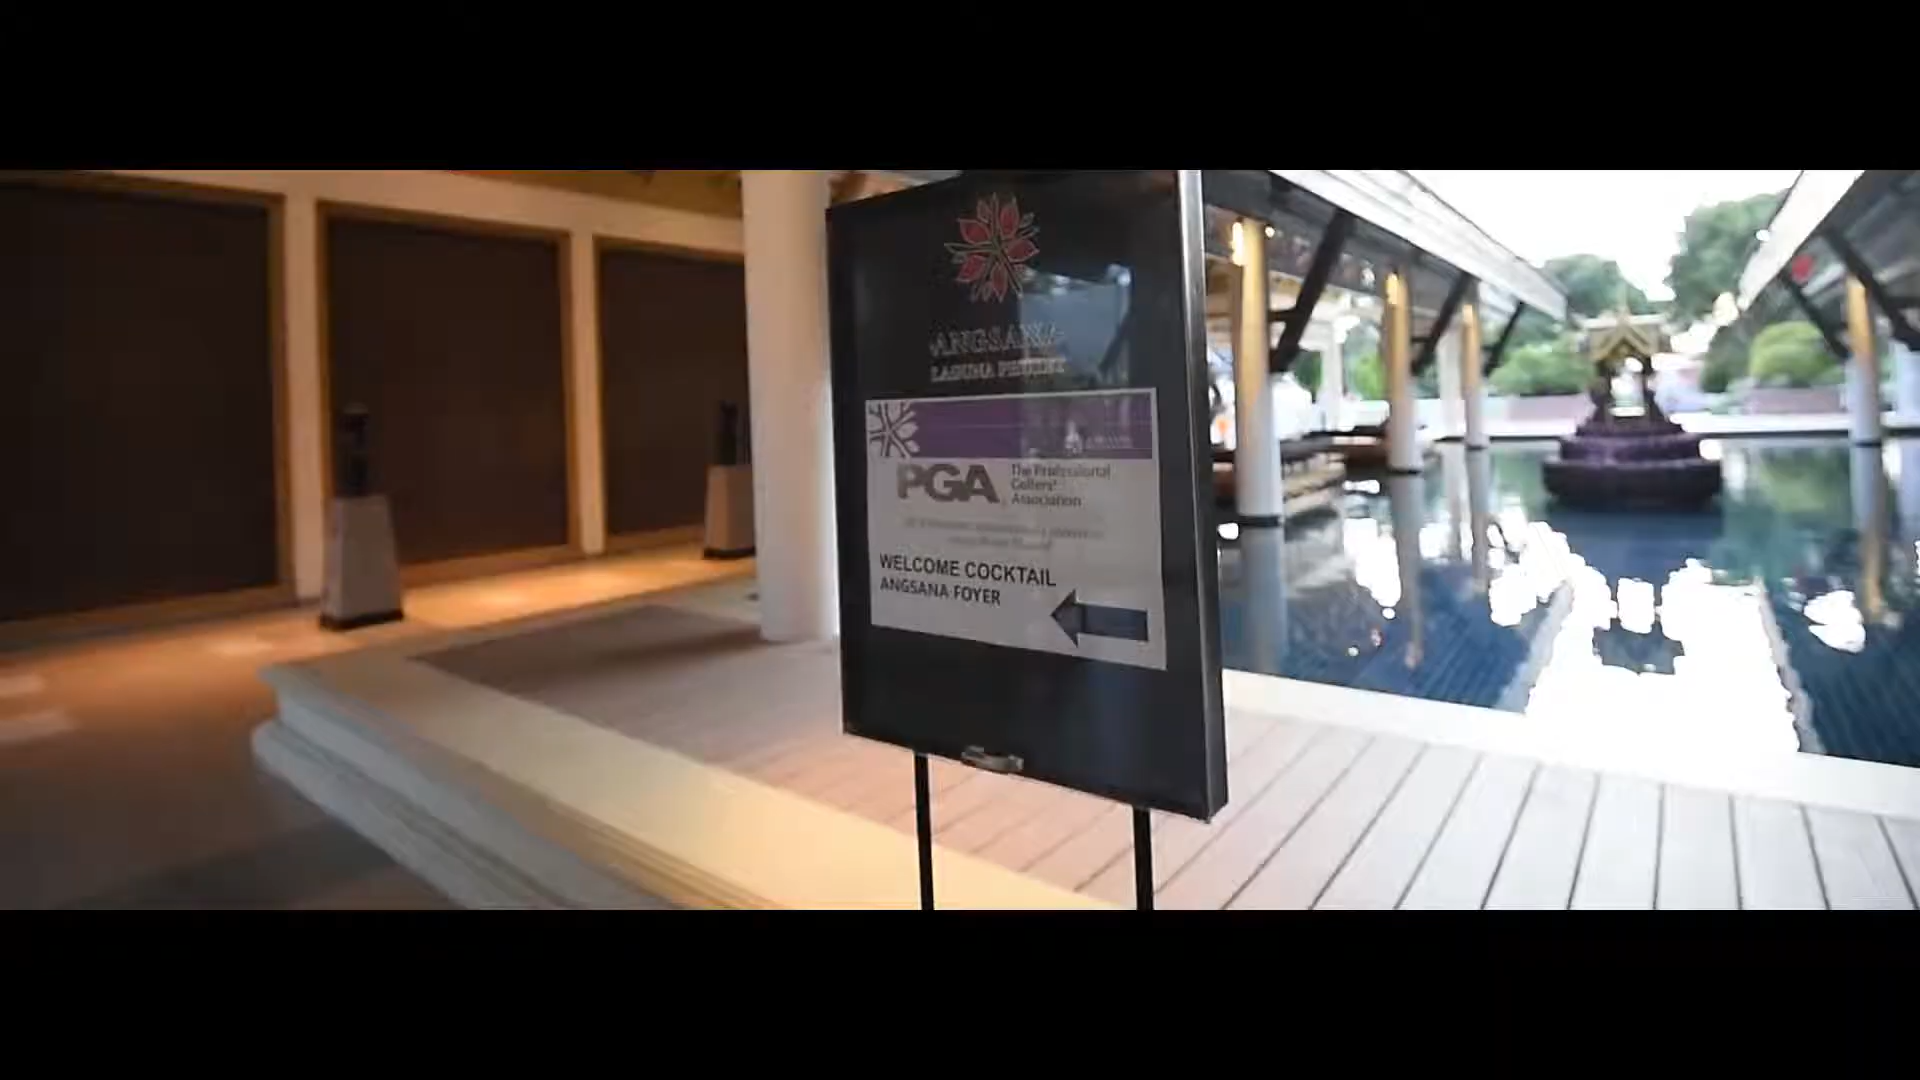 ANGSANA
LAGUNA PHUKET
PGA
The Professional
Golfers'
Association
WELCOME COCKTAIL
ANGSANA FOYER